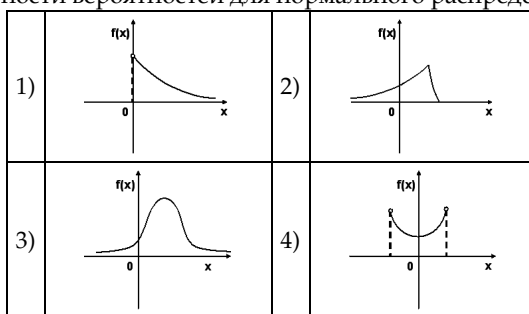 ности вероятностей для нормального распреде
f(x)
1)
0
x
f(x)
2)
0
x
f(x)
3)
0
x
f(x)
4)
0
x